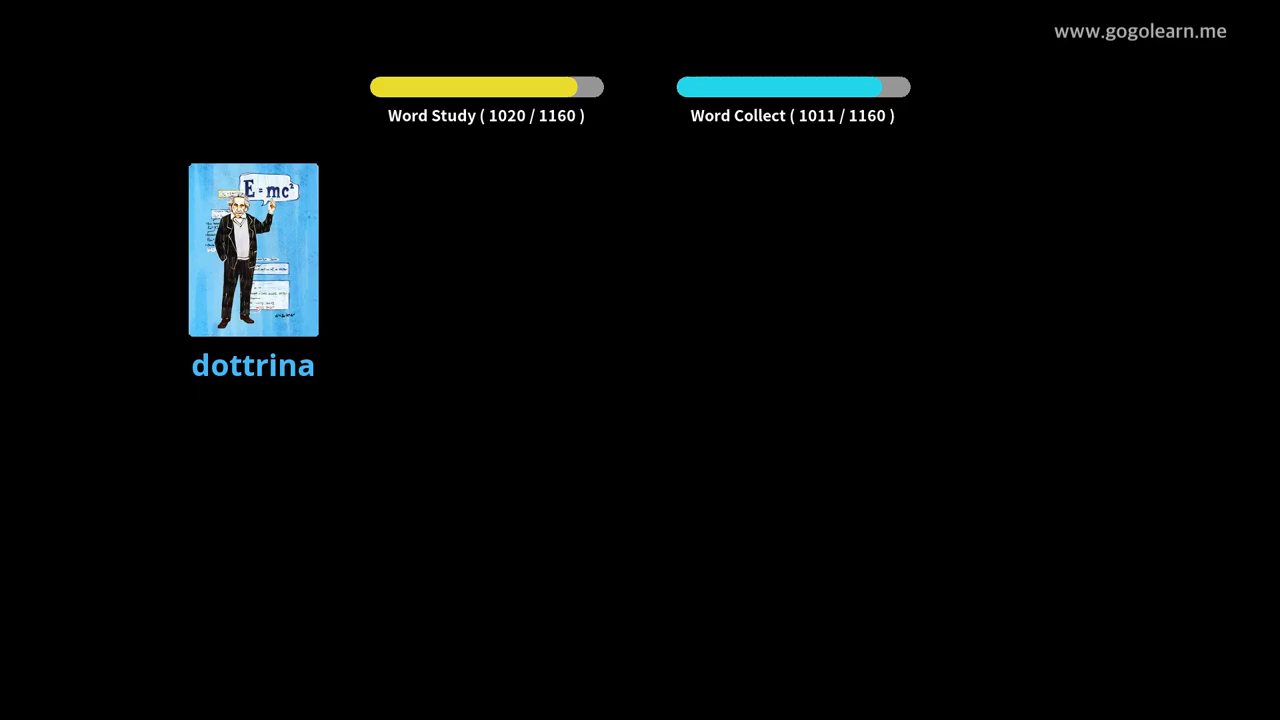 www.gogolearn.me
Word Study ( 1020 / 1160 )
Word Collect ( 1011 / 1160 )
E = mc²
dottrina